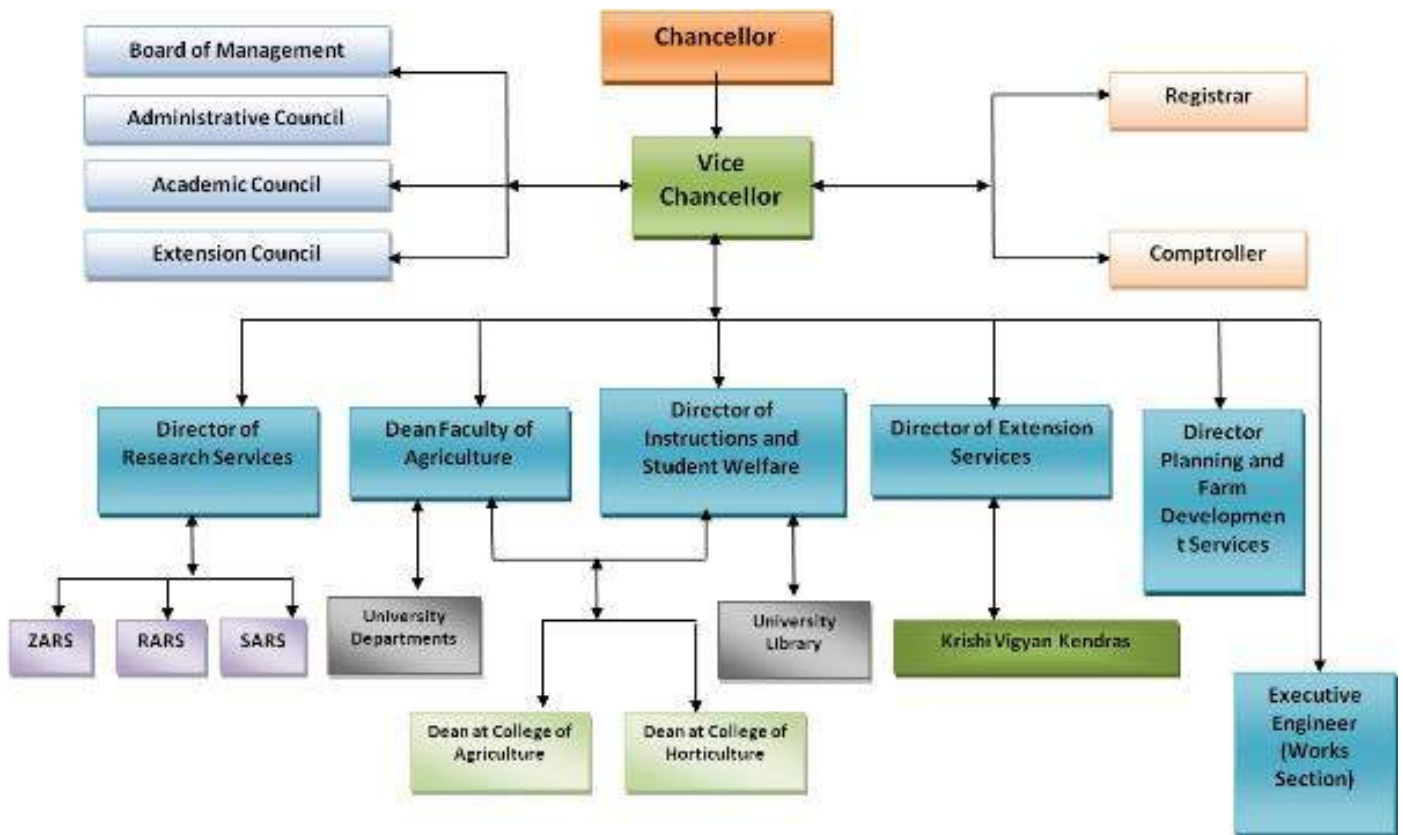 Chancellor
Board of Management
Administrative Council
Academic Council
Extension Council
Vice
Chancellor
Registrar
Comptroller
Director of
Research Services
Dean Faculty of
Agriculture
Director of
Instructions and
Student Welfare
Director of Extension
Services
Director
Planning and
Farm
Developmen
t Services
ZARS
RARS
SARS
University
Departments
University
Library
Krishi Vigyan Kendras
Dean at College of
Agriculture
Dean at College of
Horticulture
Executive
Engineer
(Works
Section)